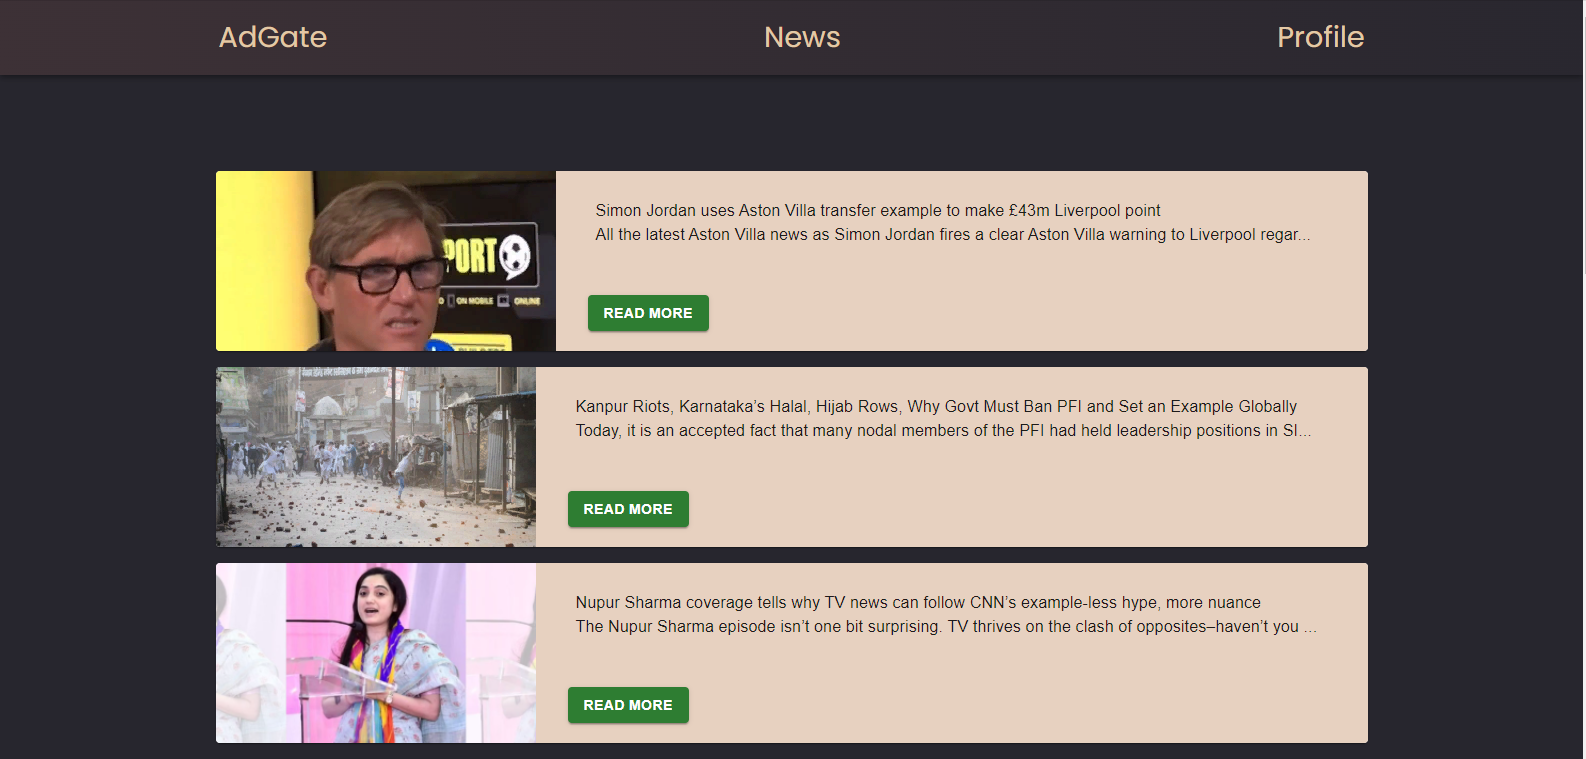 AdGate News Profile
PORT
ON MOBILE ONLINE
Simon Jordan uses Aston Villa transfer example to make £43m Liverpool point
All the latest Aston Villa news as Simon Jordan fires a clear Aston Villa warning to Liverpool regar...
READ MORE
Kanpur Riots, Karnataka’s Halal, Hijab Rows, Why Govt Must Ban PFI and Set an Example Globally
Today, it is an accepted fact that many nodal members of the PFI had held leadership positions in SI...
READ MORE
Nupur Sharma coverage tells why TV news can follow CNN’s example-less hype, more nuance
The Nupur Sharma episode isn’t one bit surprising. TV thrives on the clash of opposites–haven’t you ...
READ MORE